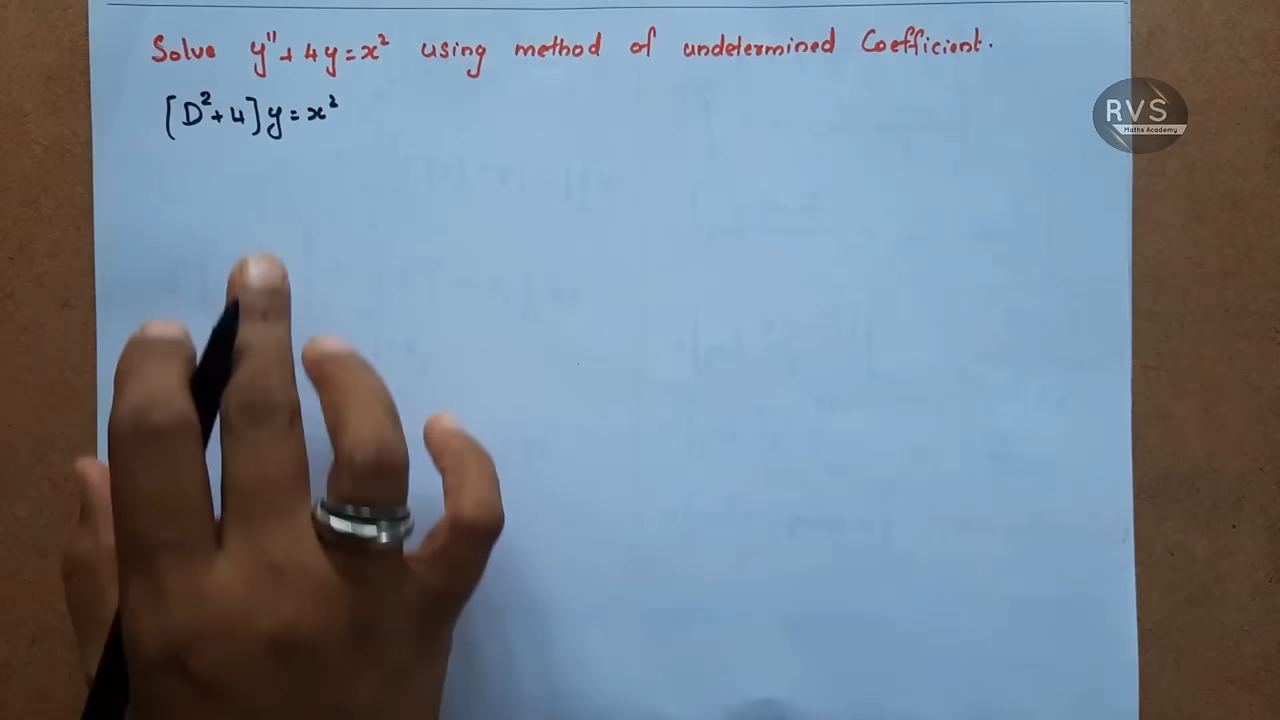 Solve y" + 4y = x² using method of undetermined Coefficient.
[D² + 4] y = x²
RVS
Maths Academy